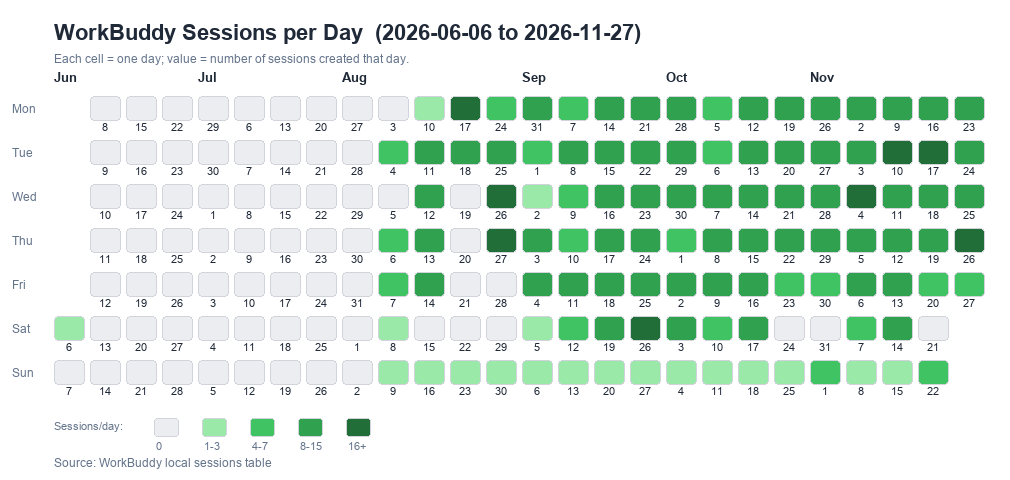 WorkBuddy Sessions per Day (2026-06-06 to 2026-11-27)
Each cell = one day; value = number of sessions created that day.
Jun Jul Aug Sep Oct Nov
Mon
8 15 22 29 6 13 20 27 3 10 17 24 31 7 14 21 28 5 12 19 26 2 9 16 23
Tue
9 16 23 30 7 14 21 28 4 11 18 25 1 8 15 22 29 6 13 20 27 3 10 17 24
Wed
10 17 24 1 8 15 22 29 5 12 19 26 2 9 16 23 30 7 14 21 28 4 11 18 25
Thu
11 18 25 2 9 16 23 30 6 13 20 27 3 10 17 24 1 8 15 22 29 5 12 19 26
Fri
12 19 26 3 10 17 24 31 7 14 21 28 4 11 18 25 2 9 16 23 30 6 13 20 27
Sat
6 13 20 27 4 11 18 25 1 8 15 22 29 5 12 19 26 3 10 17 24 31 7 14 21
Sun
7 14 21 28 5 12 19 26 2 9 16 23 30 6 13 20 27 4 11 18 25 1 8 15 22
Sessions/day:
0 1-3 4-7 8-15 16+
Source: WorkBuddy local sessions table